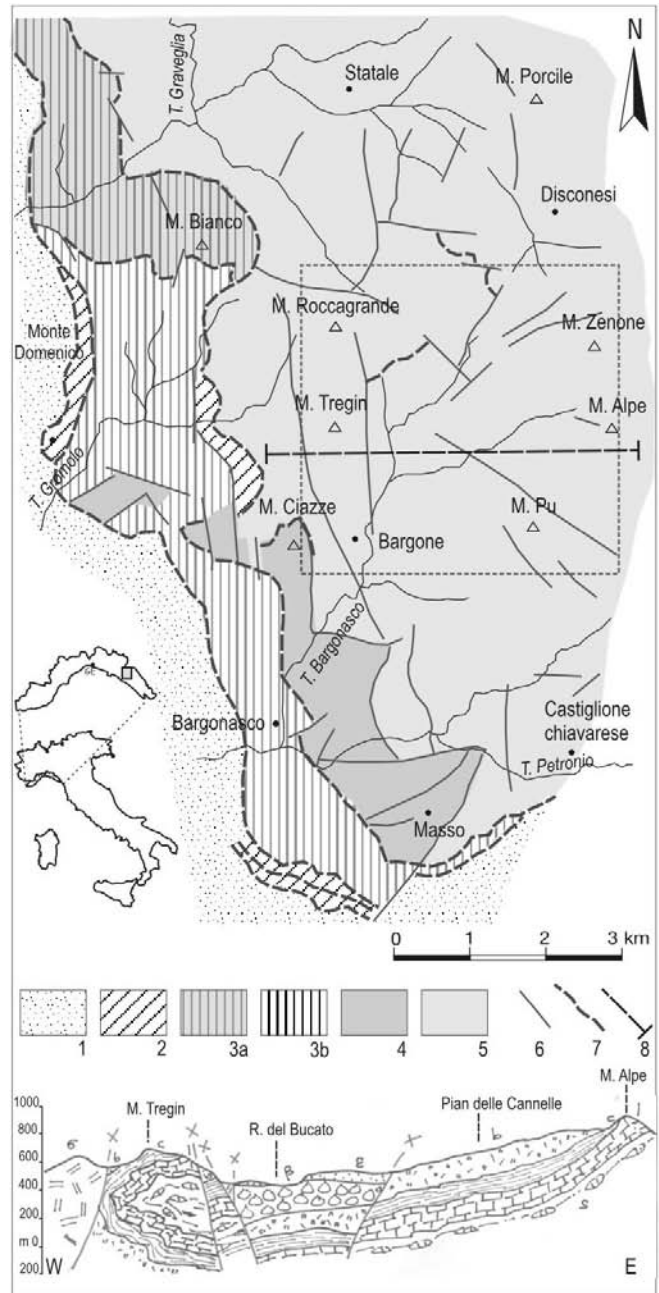 N
T. Graveglia
Statale
M. Porcile
Disconesi
M. Bianco
M. Roccagrande
M. Zenone
Monte
Domenico
M. Tregin
M. Alpe
T. Gromolo
M. Ciazze
M. Pu
Bargone
GE
T. Bargonasco
Bargonasco
Castiglione
chiavarese
T. Petronio
Masso
0 1 2 3 km
1 2 3a 3b 4 5 6 7 8
M. Alpe
Pian delle Cannelle
M. Tregin
R. del Bucato
1000
800
600
400
200
m 0
200
W E